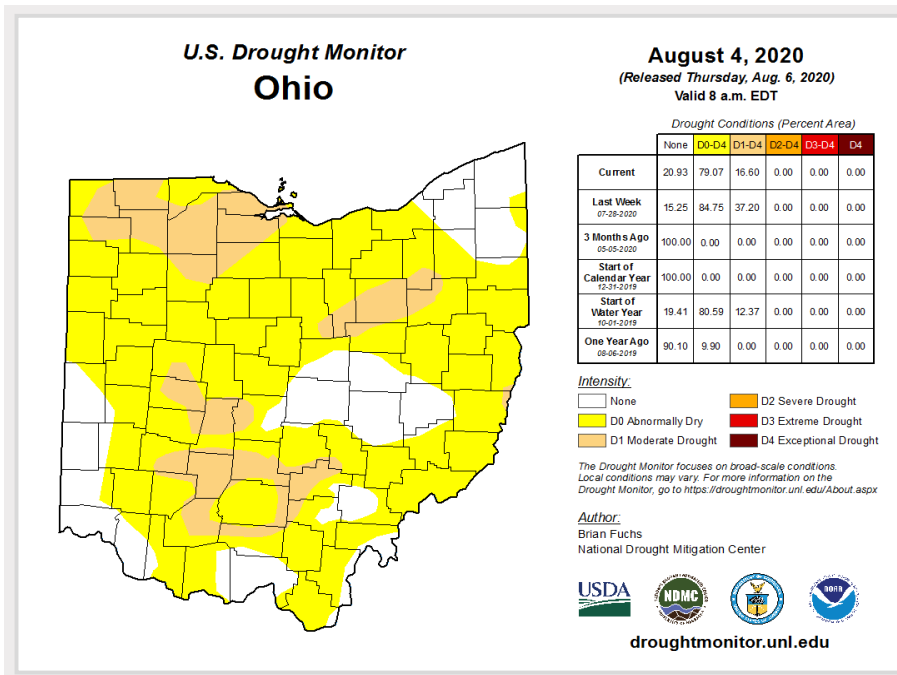 U.S. Drought Monitor
Ohio
August 4, 2020
(Released Thursday, Aug. 6, 2020)
Valid 8 a.m. EDT
Drought Conditions (Percent Area)
None D0-D4 D1-D4 D2-D4 D3-D4 D4
Current 20.93 79.07 16.60 0.00 0.00 0.00
Last Week 07-28-2020 15.25 84.75 37.20 0.00 0.00 0.00
3 Months Ago 05-05-2020 100.00 0.00 0.00 0.00 0.00 0.00
Start of Calendar Year 12-31-2019 100.00 0.00 0.00 0.00 0.00 0.00
Start of Water Year 10-01-2019 19.41 80.59 12.37 0.00 0.00 0.00
One Year Ago 08-06-2019 90.10 9.90 0.00 0.00 0.00 0.00
Intensity:
None D2 Severe Drought
D0 Abnormally Dry D3 Extreme Drought
D1 Moderate Drought D4 Exceptional Drought
The Drought Monitor focuses on broad-scale conditions.
Local conditions may vary. For more information on the
Drought Monitor, go to https://droughtmonitor.unl.edu/About.aspx
Author:
Brian Fuchs
National Drought Mitigation Center
USDA NDMC NOAA
droughtmonitor.unl.edu